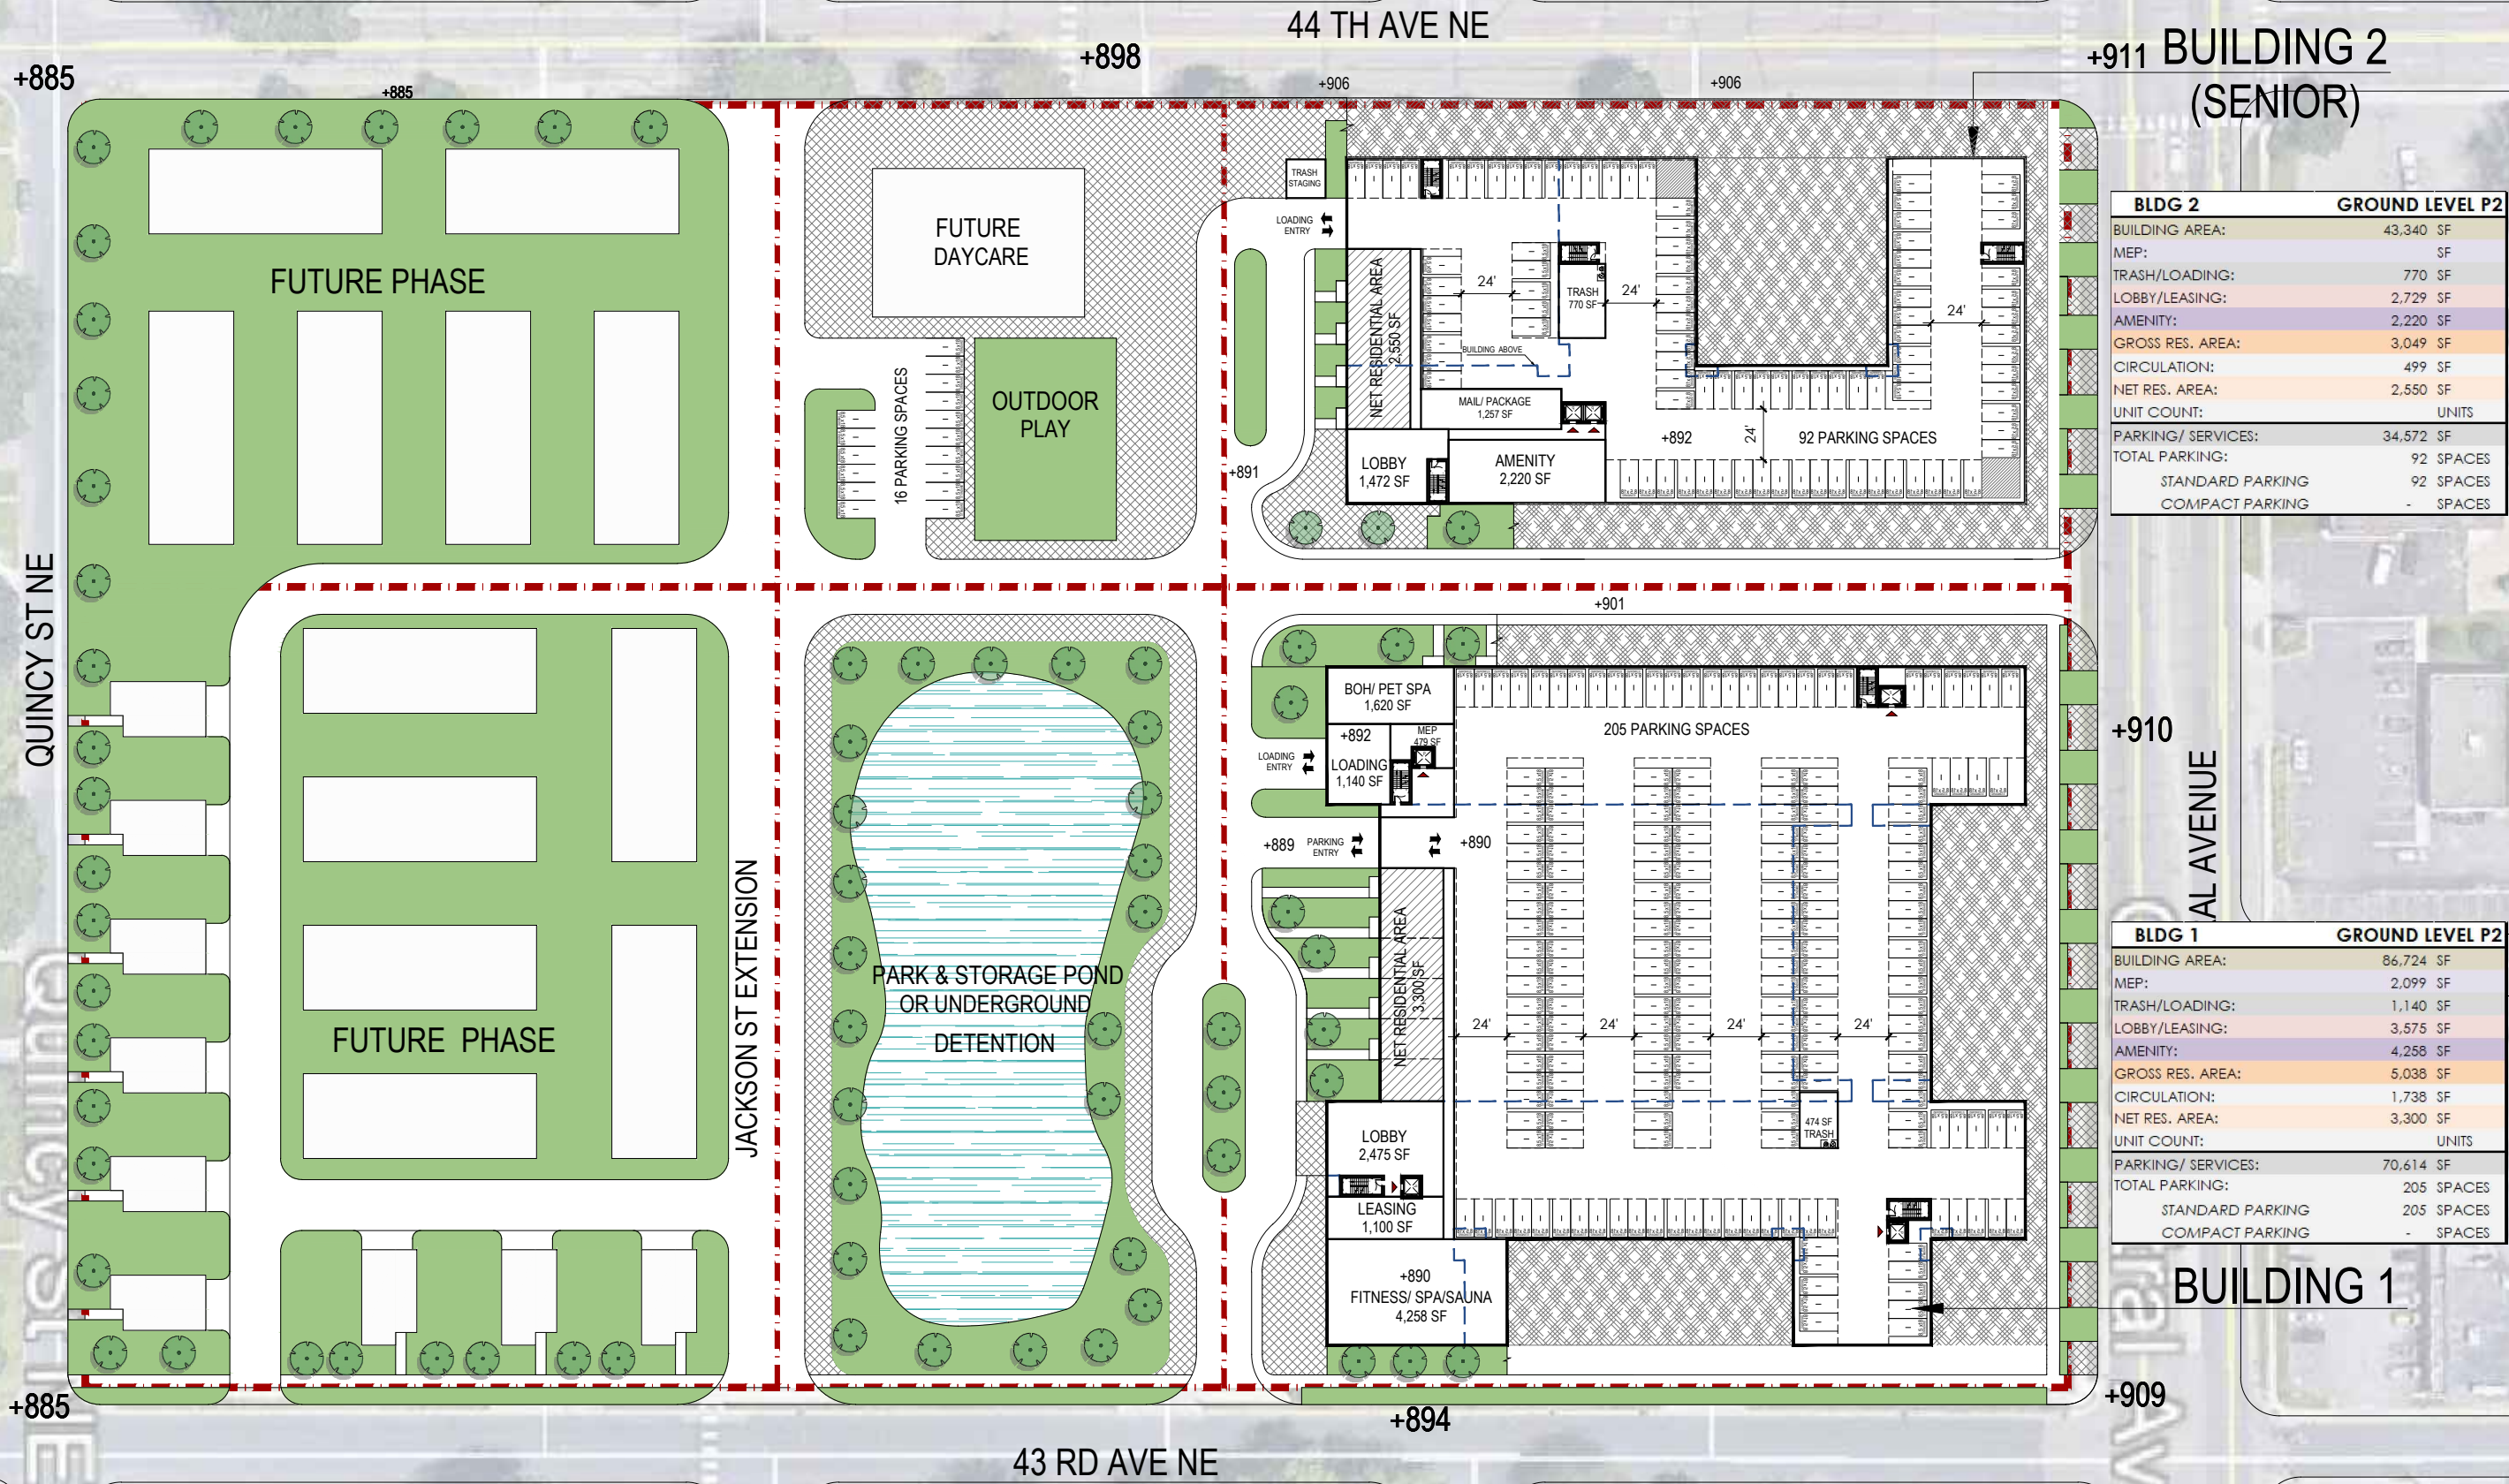 44 TH AVE NE
+898
+885
+885
+906
+906
+911 BUILDING 2
(SENIOR)
FUTURE PHASE
FUTURE
DAYCARE
OUTDOOR
PLAY
16 PARKING SPACES
TRASH
STAGING
LOADING
ENTRY
NET RESIDENTIAL AREA
2,550 SF
24'
TRASH
770 SF
24'
24'
BUILDING ABOVE
MAIL/ PACKAGE
1,257 SF
LOBBY
1,472 SF
AMENITY
2,220 SF
+892
24'
92 PARKING SPACES
+891
BLDG 2 GROUND LEVEL P2
BUILDING AREA: 43,340 SF
MEP: SF
TRASH/LOADING: 770 SF
LOBBY/LEASING: 2,729 SF
AMENITY: 2,220 SF
GROSS RES. AREA: 3,049 SF
CIRCULATION: 499 SF
NET RES. AREA: 2,550 SF
UNIT COUNT: UNITS
PARKING/ SERVICES: 34,572 SF
TOTAL PARKING: 92 SPACES
STANDARD PARKING 92 SPACES
COMPACT PARKING - SPACES
QUINCY ST NE
Quincy St NE
JACKSON ST EXTENSION
FUTURE PHASE
PARK & STORAGE POND
OR UNDERGROUND
DETENTION
+901
BOH/ PET SPA
1,620 SF
+892
MEP
479 SF
LOADING
1,140 SF
LOADING
ENTRY
205 PARKING SPACES
+889
PARKING
ENTRY
+890
NET RESIDENTIAL AREA
3,300 SF
24'
24'
24'
24'
LOBBY
2,475 SF
474 SF
TRASH
LEASING
1,100 SF
+890
FITNESS/ SPA/SAUNA
4,258 SF
+910
AL AVENUE
BLDG 1 GROUND LEVEL P2
BUILDING AREA: 86,724 SF
MEP: 2,099 SF
TRASH/LOADING: 1,140 SF
LOBBY/LEASING: 3,575 SF
AMENITY: 4,258 SF
GROSS RES. AREA: 5,038 SF
CIRCULATION: 1,738 SF
NET RES. AREA: 3,300 SF
UNIT COUNT: UNITS
PARKING/ SERVICES: 70,614 SF
TOTAL PARKING: 205 SPACES
STANDARD PARKING 205 SPACES
COMPACT PARKING - SPACES
BUILDING 1
+885
+894
+909
43 RD AVE NE